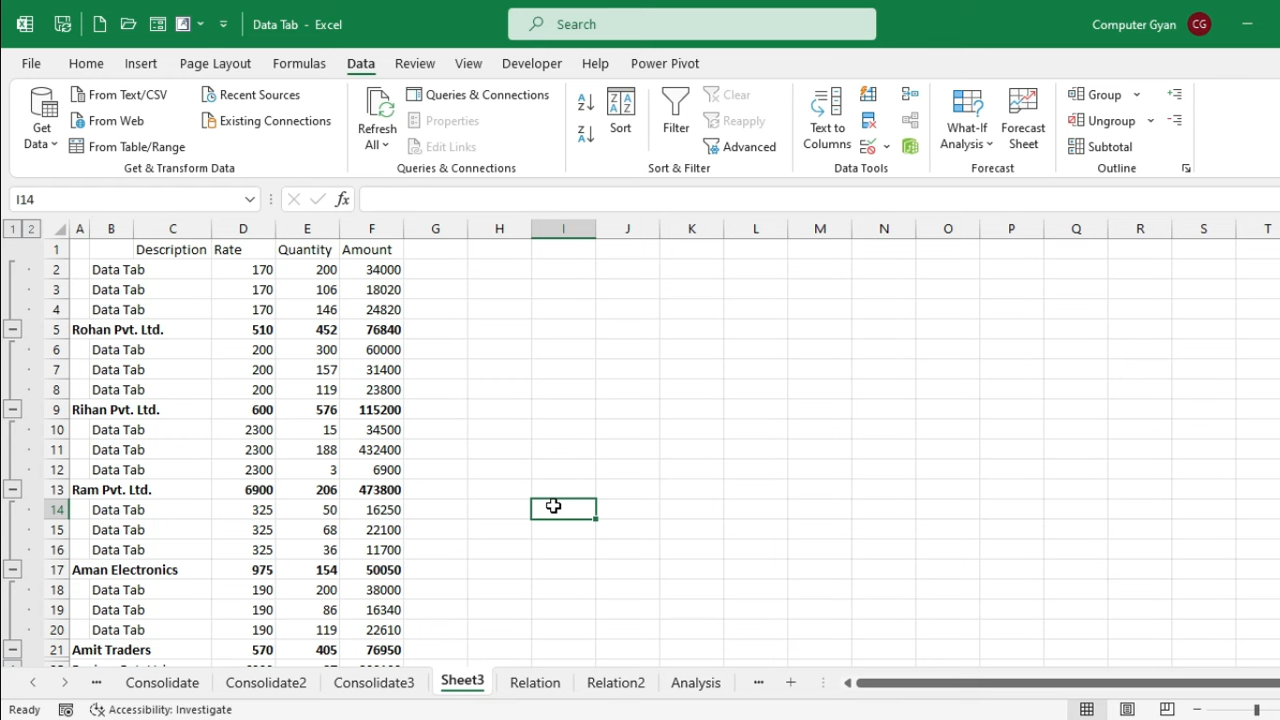 Data Tab - Excel
Search
Computer Gyan CG
File Home Insert Page Layout Formulas Data Review View Developer Help Power Pivot
Get Data
From Text/CSV
From Web
From Table/Range
Recent Sources
Existing Connections
Get & Transform Data
Refresh All
Queries & Connections
Properties
Edit Links
Queries & Connections
Sort
Filter
Clear
Reapply
Advanced
Sort & Filter
Text to Columns
Data Tools
What-If Analysis
Forecast Sheet
Forecast
Group
Ungroup
Subtotal
Outline
I14 fx
1 2 A B C D E F G H I J K L M N O P Q R S T
1 Description Rate Quantity Amount
2 Data Tab 170 200 34000
3 Data Tab 170 106 18020
4 Data Tab 170 146 24820
5 Rohan Pvt. Ltd. 510 452 76840
6 Data Tab 200 300 60000
7 Data Tab 200 157 31400
8 Data Tab 200 119 23800
9 Rihan Pvt. Ltd. 600 576 115200
10 Data Tab 2300 15 34500
11 Data Tab 2300 188 432400
12 Data Tab 2300 3 6900
13 Ram Pvt. Ltd. 6900 206 473800
14 Data Tab 325 50 16250
15 Data Tab 325 68 22100
16 Data Tab 325 36 11700
17 Aman Electronics 975 154 50050
18 Data Tab 190 200 38000
19 Data Tab 190 86 16340
20 Data Tab 190 119 22610
21 Amit Traders 570 405 76950
Consolidate Consolidate2 Consolidate3 Sheet3 Relation Relation2 Analysis
Ready Accessibility: Investigate